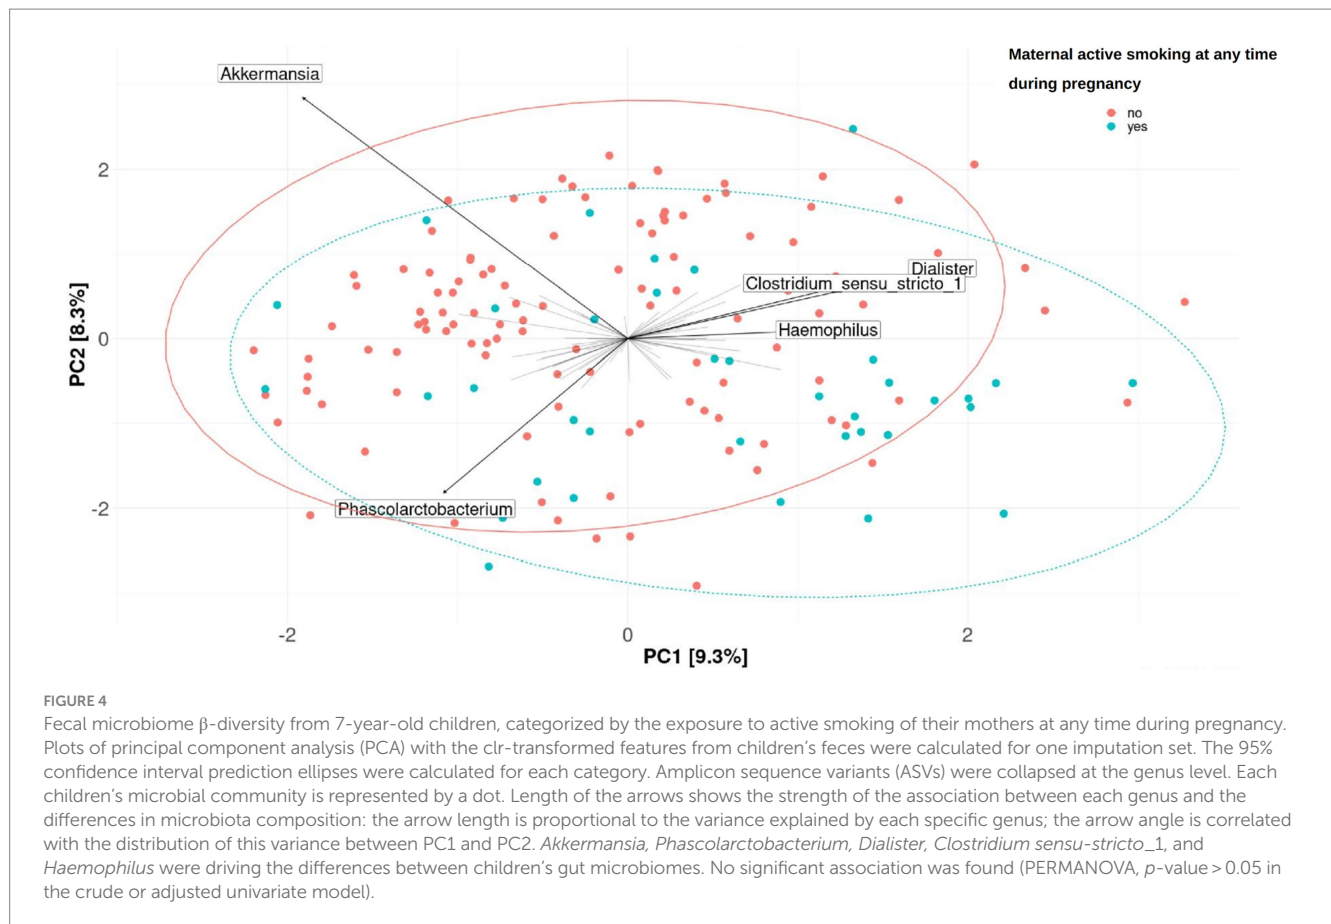 Maternal active smoking at any time
during pregnancy
no
yes
Akkermansia
Dialister
Clostridium_sensu_stricto_1
Haemophilus
Phascolarctobacterium
2
0
-2
PC2 [8.3%]
-2
0
2
PC1 [9.3%]
FIGURE 4
Fecal microbiome β-diversity from 7-year-old children, categorized by the exposure to active smoking of their mothers at any time during pregnancy.
Plots of principal component analysis (PCA) with the clr-transformed features from children's feces were calculated for one imputation set. The 95%
confidence interval prediction ellipses were calculated for each category. Amplicon sequence variants (ASVs) were collapsed at the genus level. Each
children's microbial community is represented by a dot. Length of the arrows shows the strength of the association between each genus and the
differences in microbiota composition: the arrow length is proportional to the variance explained by each specific genus; the arrow angle is correlated
with the distribution of this variance between PC1 and PC2. Akkermansia, Phascolarctobacterium, Dialister, Clostridium sensu-stricto_1, and
Haemophilus were driving the differences between children's gut microbiomes. No significant association was found (PERMANOVA, p-value > 0.05 in
the crude or adjusted univariate model).